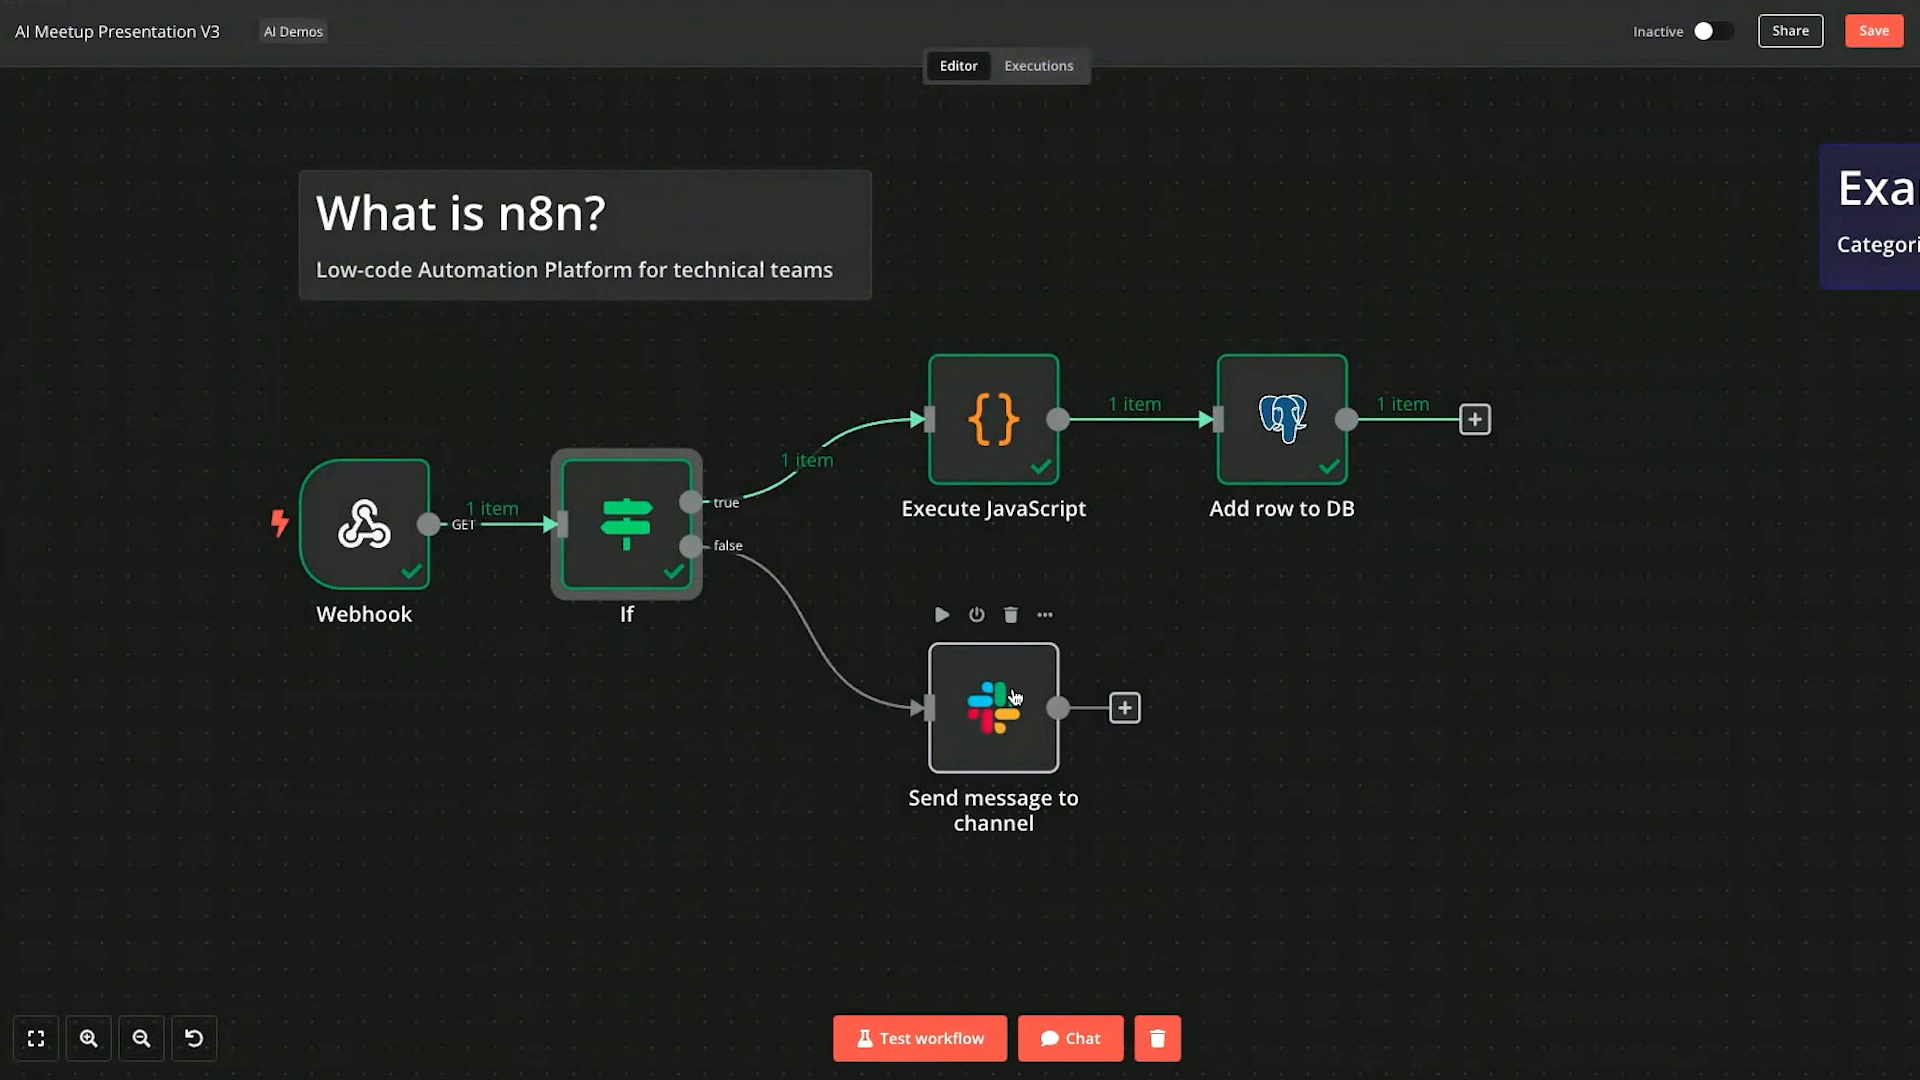 AI Meetup Presentation V3
AI Demos
Inactive
Share
Save
Editor
Executions
What is n8n?
Low-code Automation Platform for technical teams
Exa
Categori
1 item
1 item
1 item
true
1 item
GET
false
Execute JavaScript
Add row to DB
Webhook
If
Send message to
channel
Test workflow
Chat